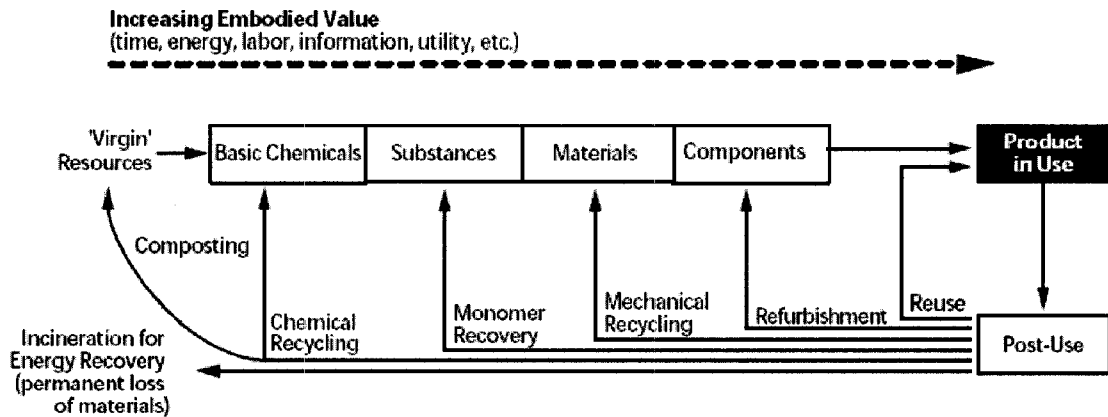 Increasing Embodied Value
(time, energy, labor, information, utility, etc.)
'Virgin'
Resources
Basic Chemicals
Substances
Materials
Components
Product
in Use
Composting
Chemical
Recycling
Monomer
Recovery
Mechanical
Recycling
Refurbishment
Reuse
Post-Use
Incineration for
Energy Recovery
(permanent loss
of materials)